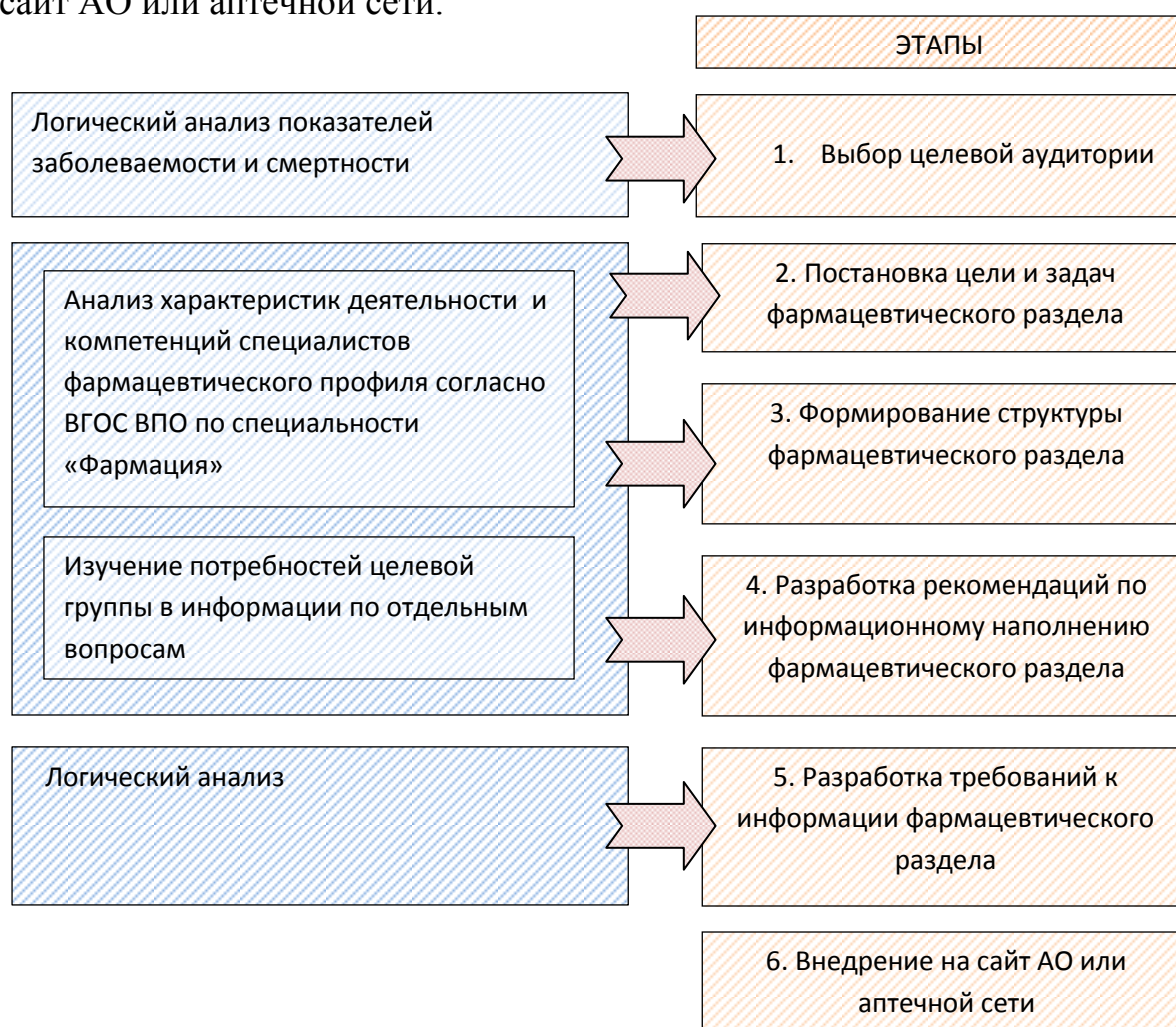 сайт АО или аптечной сети.
ЭТАПЫ
Логический анализ показателей
заболеваемости и смертности
1. Выбор целевой аудитории
Анализ характеристик деятельности и
компетенций специалистов
фармацевтического профиля согласно
ВГОС ВПО по специальности
«Фармация»
Изучение потребностей целевой
группы в информации по отдельным
вопросам
2. Постановка цели и задач
фармацевтического раздела
3. Формирование структуры
фармацевтического раздела
4. Разработка рекомендаций по
информационному наполнению
фармацевтического раздела
Логический анализ
5. Разработка требований к
информации фармацевтического
раздела
6. Внедрение на сайт АО или
аптечной сети